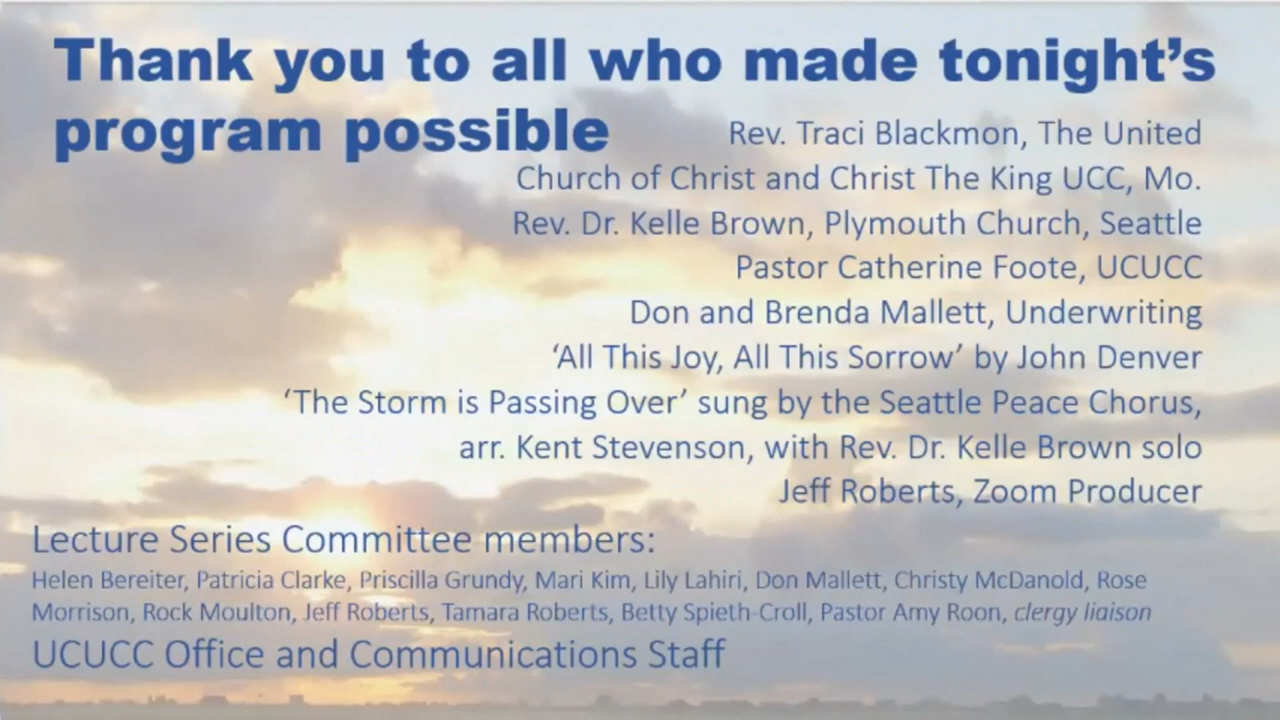 Thank you to all who made tonight’s
program possible
Rev. Traci Blackmon, The United
Church of Christ and Christ The King UCC, Mo.
Rev. Dr. Kelle Brown, Plymouth Church, Seattle
Pastor Catherine Foote, UCUCC
Don and Brenda Mallett, Underwriting
‘All This Joy, All This Sorrow’ by John Denver
‘The Storm is Passing Over’ sung by the Seattle Peace Chorus,
arr. Kent Stevenson, with Rev. Dr. Kelle Brown solo
Jeff Roberts, Zoom Producer
Lecture Series Committee members:
Helen Bereiter, Patricia Clarke, Priscilla Grundy, Mari Kim, Lily Lahiri, Don Mallett, Christy McDanold, Rose
Morrison, Rock Moulton, Jeff Roberts, Tamara Roberts, Betty Spieth-Croll, Pastor Amy Roon, clergy liaison
UCUCC Office and Communications Staff